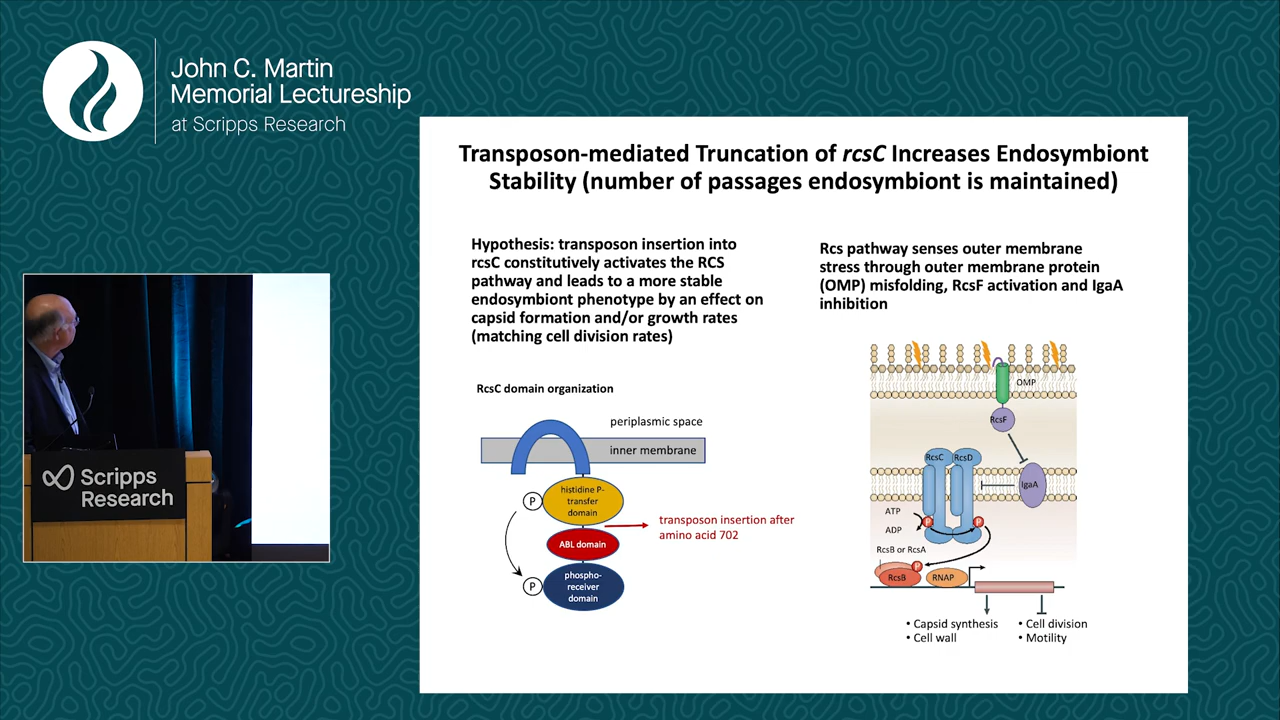 John C. Martin
Memorial Lectureship
at Scripps Research
Transposon-mediated Truncation of rcsC Increases Endosymbiont
Stability (number of passages endosymbiont is maintained)
Hypothesis: transposon insertion into
rcsC constitutively activates the RCS
pathway and leads to a more stable
endosymbiont phenotype by an effect on
capsid formation and/or growth rates
(matching cell division rates)
RcsC domain organization
periplasmic space
inner membrane
P
histidine P-
transfer
domain
transposon insertion after
amino acid 702
ABL domain
P
phospho-
receiver
domain
Rcs pathway senses outer membrane
stress through outer membrane protein
(OMP) misfolding, RcsF activation and IgaA
inhibition
OMP
RcsF
RcsC
RcsD
IgaA
ATP
P
P
ADP
RcsB or RcsA
P
RcsB
RNAP
• Capsid synthesis
• Cell wall
• Cell division
• Motility
Scripps
Research